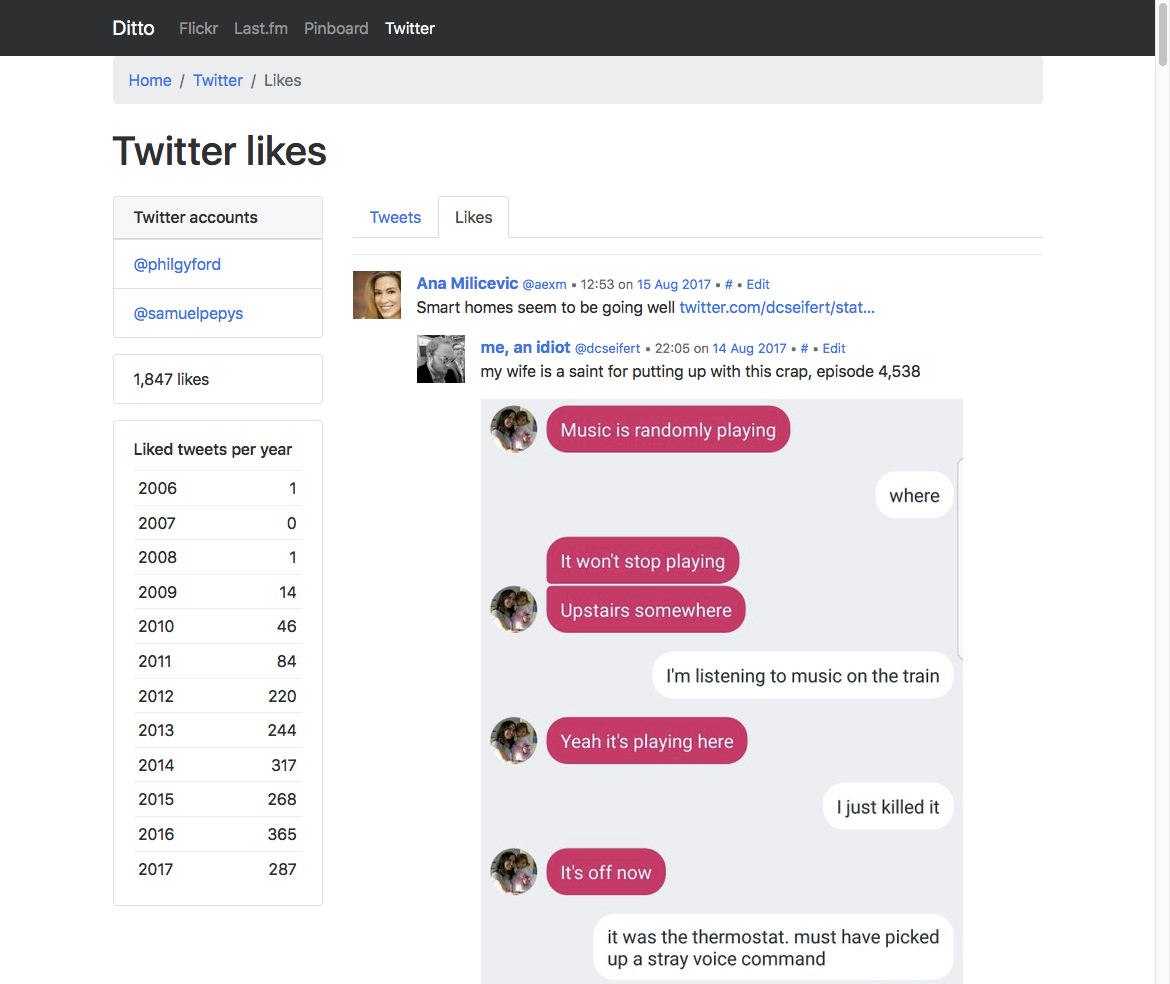 Ditto Flickr Last.fm Pinboard Twitter
Home / Twitter / Likes
Twitter likes
Twitter accounts
@philgyford
@samuelpepys
1,847 likes
Liked tweets per year
2006 1
2007 0
2008 1
2009 14
2010 46
2011 84
2012 220
2013 244
2014 317
2015 268
2016 365
2017 287
Tweets Likes
Ana Milicevic @aexm • 12:53 on 15 Aug 2017 • # • Edit
Smart homes seem to be going well twitter.com/dcseifert/stat...
me, an idiot @dcseifert • 22:05 on 14 Aug 2017 • # • Edit
my wife is a saint for putting up with this crap, episode 4,538
Music is randomly playing
where
It won't stop playing
Upstairs somewhere
I'm listening to music on the train
Yeah it's playing here
I just killed it
It's off now
it was the thermostat. must have picked
up a stray voice command